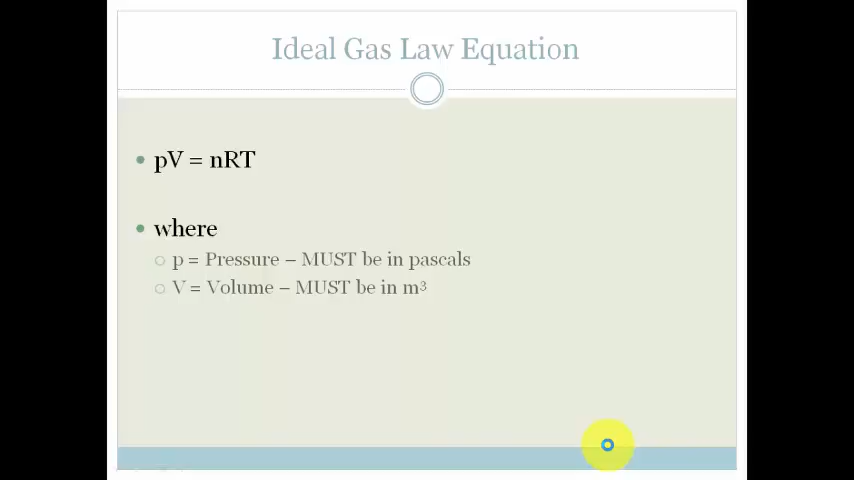 Ideal Gas Law Equation
pV = nRT
where
p = Pressure – MUST be in pascals
V = Volume – MUST be in m³